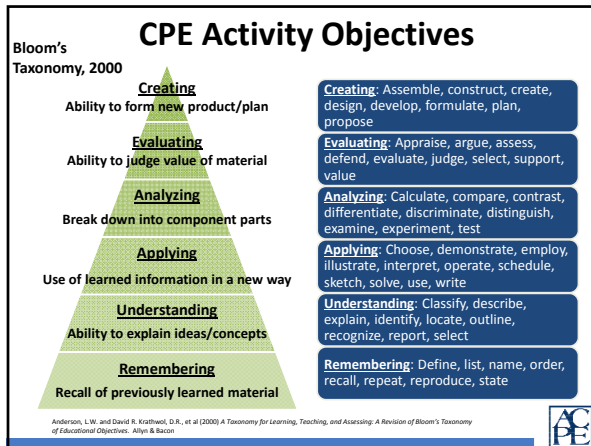 CPE Activity Objectives
Bloom's
Taxonomy, 2000
Creating
Ability to form new product/plan
Evaluating
Ability to judge value of material
Analyzing
Break down into component parts
Applying
Use of learned information in a new way
Understanding
Ability to explain ideas/concepts
Remembering
Recall of previously learned material
Creating: Assemble, construct, create,
design, develop, formulate, plan,
propose
Evaluating: Appraise, argue, assess,
defend, evaluate, judge, select, support,
value
Analyzing: Calculate, compare, contrast,
differentiate, discriminate, distinguish,
examine, experiment, test
Applying: Choose, demonstrate, employ,
illustrate, interpret, operate, schedule,
sketch, solve, use, write
Understanding: Classify, describe,
explain, identify, locate, outline,
recognize, report, select
Remembering: Define, list, name, order,
recall, repeat, reproduce, state
Anderson, L.W. and David R. Krathwol, D.R., et al (2000) A Taxonomy for Learning, Teaching, and Assessing: A Revision of Bloom's Taxonomy
of Educational Objectives. Allyn & Bacon
ACPE